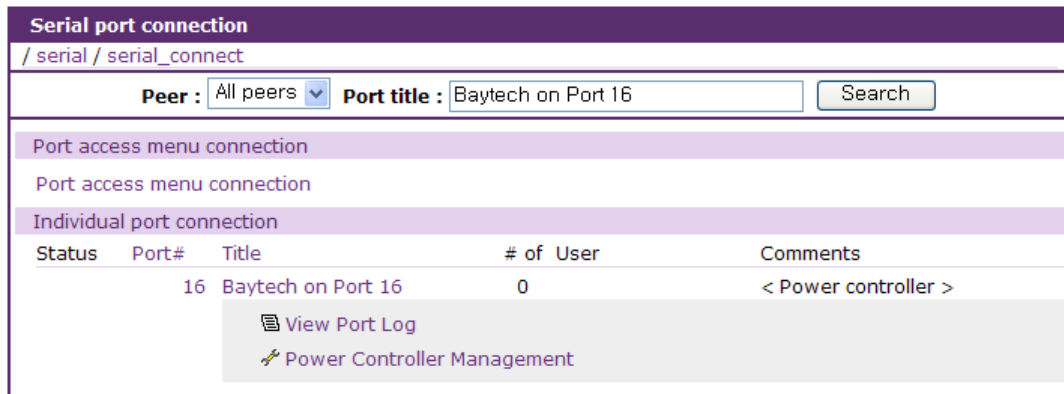 Serial port connection
/ serial / serial_connect
Peer : All peers Port title : Baytech on Port 16 Search
Port access menu connection
Port access menu connection
Individual port connection
Status Port# Title # of User Comments
16 Baytech on Port 16 0 < Power controller >
View Port Log
Power Controller Management